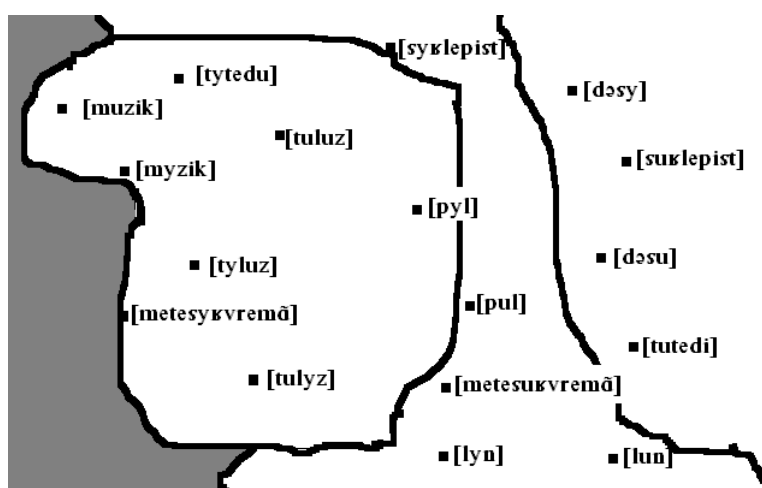 [syʁlepist]
[tytedu]
[dəsy]
[muzik]
[tuluz]
[suʁlepist]
[myzik]
[pyl]
[tyluz]
[dəsu]
[pul]
[metesyʁvremɑ̃]
[tutedi]
[tulyz]
[metesuʁvremɑ̃]
[lyn]
[lun]